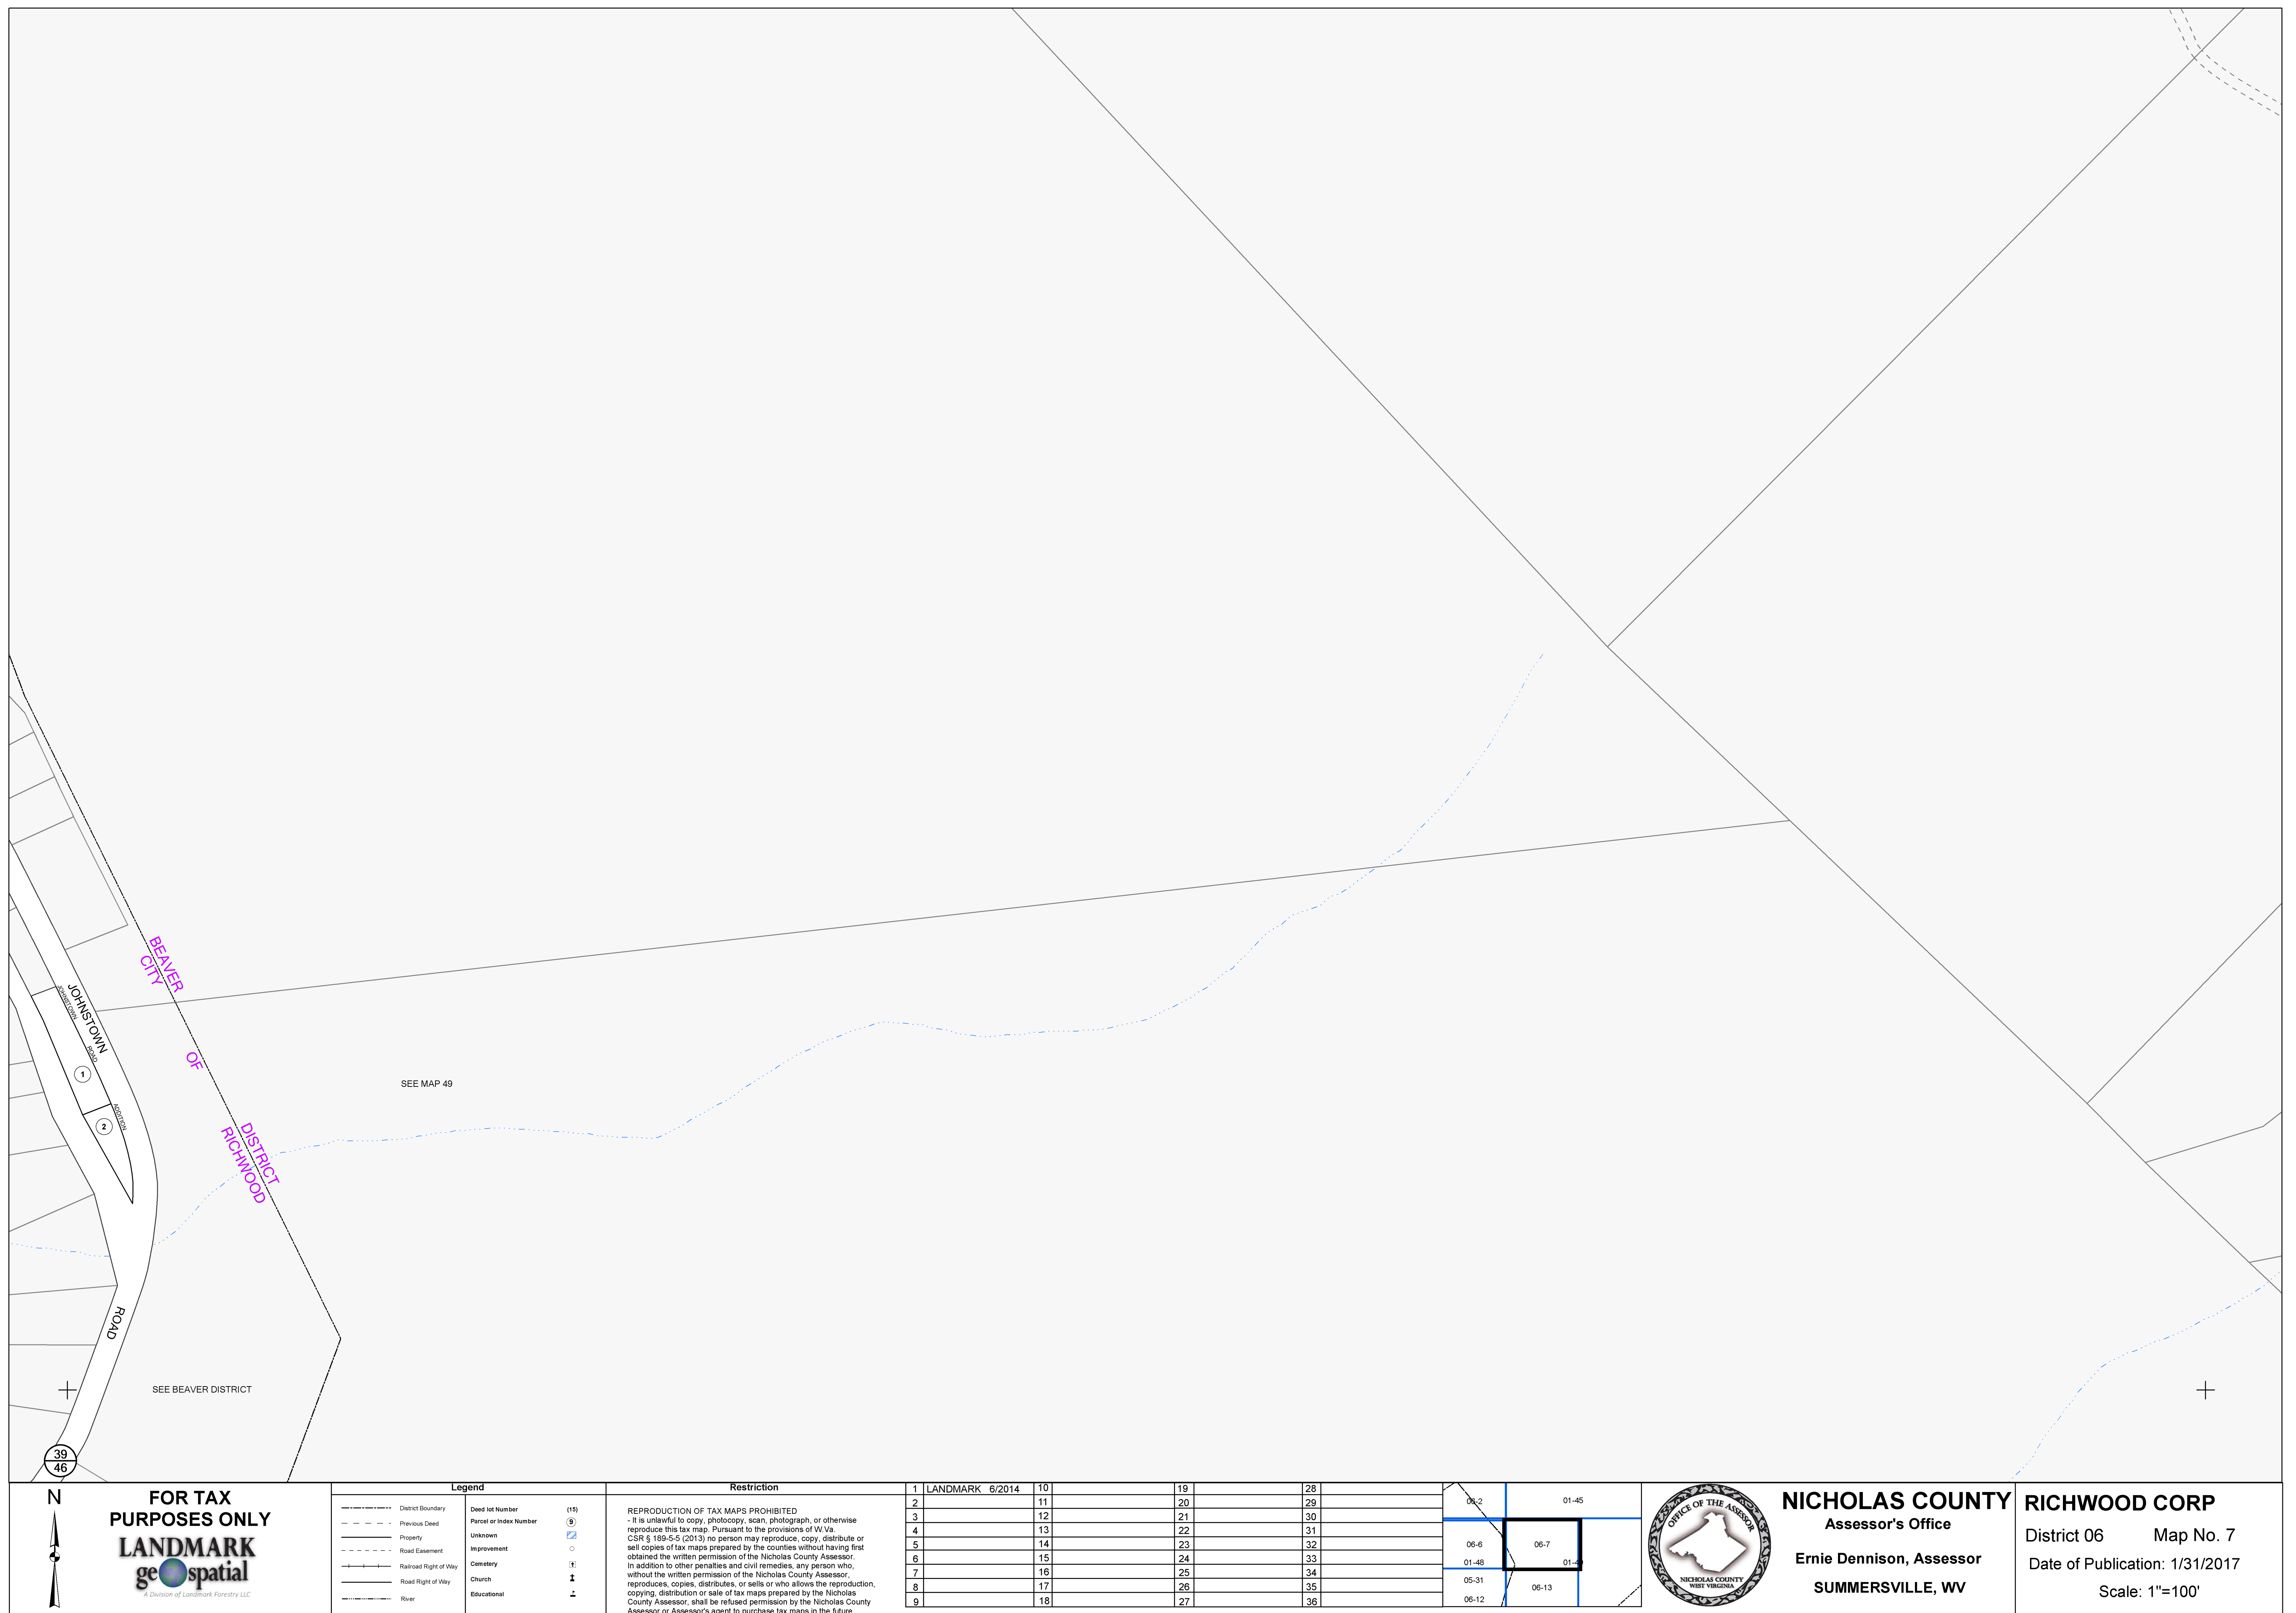 BEAVER
CITY
JOHNSTOWN
JOHNSTOWN
ROAD
OF
1
SEE MAP 49
ADDITION
2
DISTRICT
RICHWOOD
ROAD
SEE BEAVER DISTRICT
39
46
N
FOR TAX
PURPOSES ONLY
LANDMARK
geospatial
A Division of Landmark Forestry LLC
Legend
District Boundary
Previous Deed
Property
Road Easement
Railroad Right of Way
Road Right of Way
River
Deed lot Number (15)
Parcel or Index Number 9
Unknown
Improvement
Cemetery
Church
Educational
Restriction
REPRODUCTION OF TAX MAPS PROHIBITED
- It is unlawful to copy, photocopy, scan, photograph, or otherwise
reproduce this tax map. Pursuant to the provisions of W.Va.
CSR § 189-5-5 (2013) no person may reproduce, copy, distribute or
sell copies of tax maps prepared by the counties without having first
obtained the written permission of the Nicholas County Assessor.
In addition to other penalties and civil remedies, any person who,
without the written permission of the Nicholas County Assessor,
reproduces, copies, distributes, or sells or who allows the reproduction,
copying, distribution or sale of tax maps prepared by the Nicholas
County Assessor, shall be refused permission by the Nicholas County
Assessor or Assessor's agent to purchase tax maps in the future
1 LANDMARK 6/2014 10 19 28
2 11 20 29
3 12 21 30
4 13 22 31
5 14 23 32
6 15 24 33
7 16 25 34
8 17 26 35
9 18 27 36
01-45
06-6
06-7
01-48
05-31
06-13
06-12
OFFICE OF THE ASSESSOR
NICHOLAS COUNTY
WEST VIRGINIA
NICHOLAS COUNTY
Assessor's Office
Ernie Dennison, Assessor
SUMMERSVILLE, WV
RICHWOOD CORP
District 06 Map No. 7
Date of Publication: 1/31/2017
Scale: 1"=100'